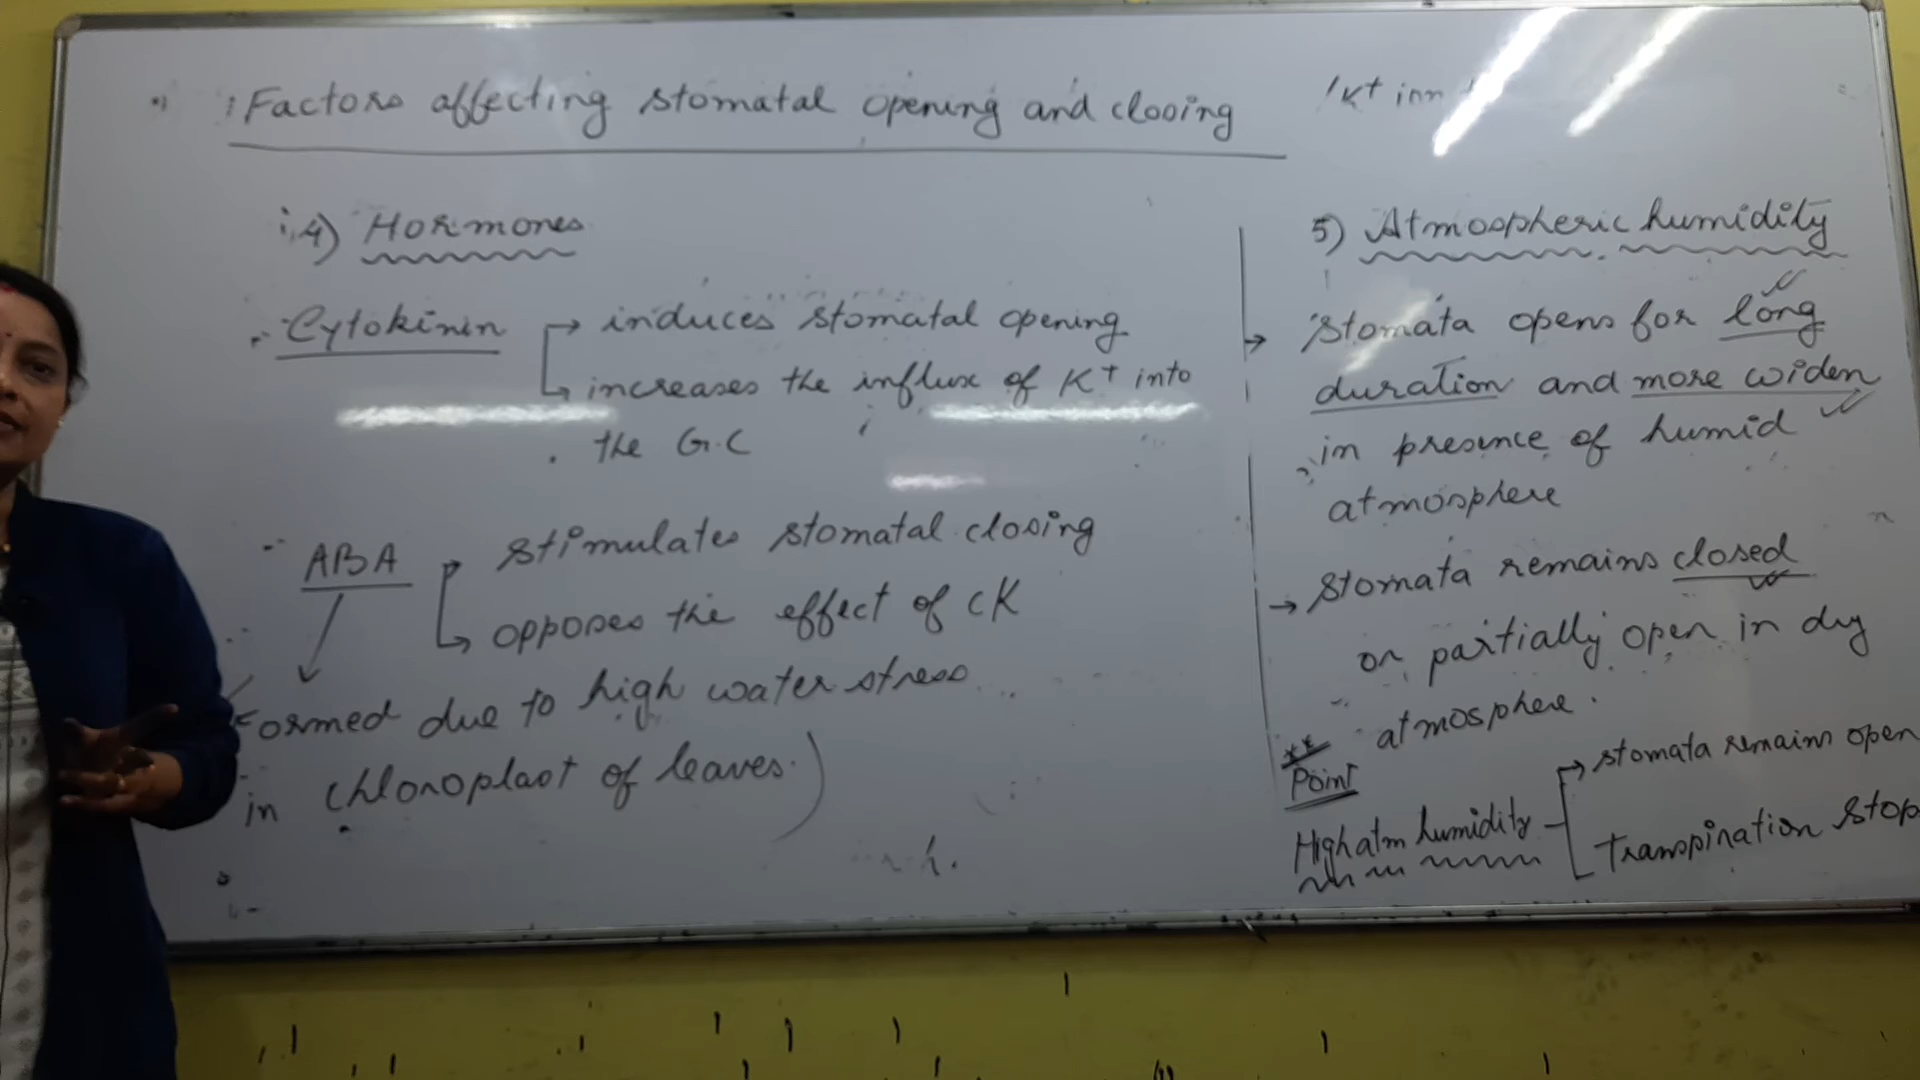 Factors affecting stomatal opening and closing
4) Hormones
Cytokinin → induces stomatal opening
↳ increases the influx of K+ into
the G.C
ABA → stimulates stomatal closing
↳ opposes the effect of CK
Formed due to high water stress
in chloroplast of leaves.)
K+
5) Atmospheric humidity
→ Stomata opens for long
duration and more widen
in presence of humid
atmosphere
→ Stomata remains closed
or partially open in dry
atmosphere.
** Point
High atm humidity → stomata remains open
Transpiration stop